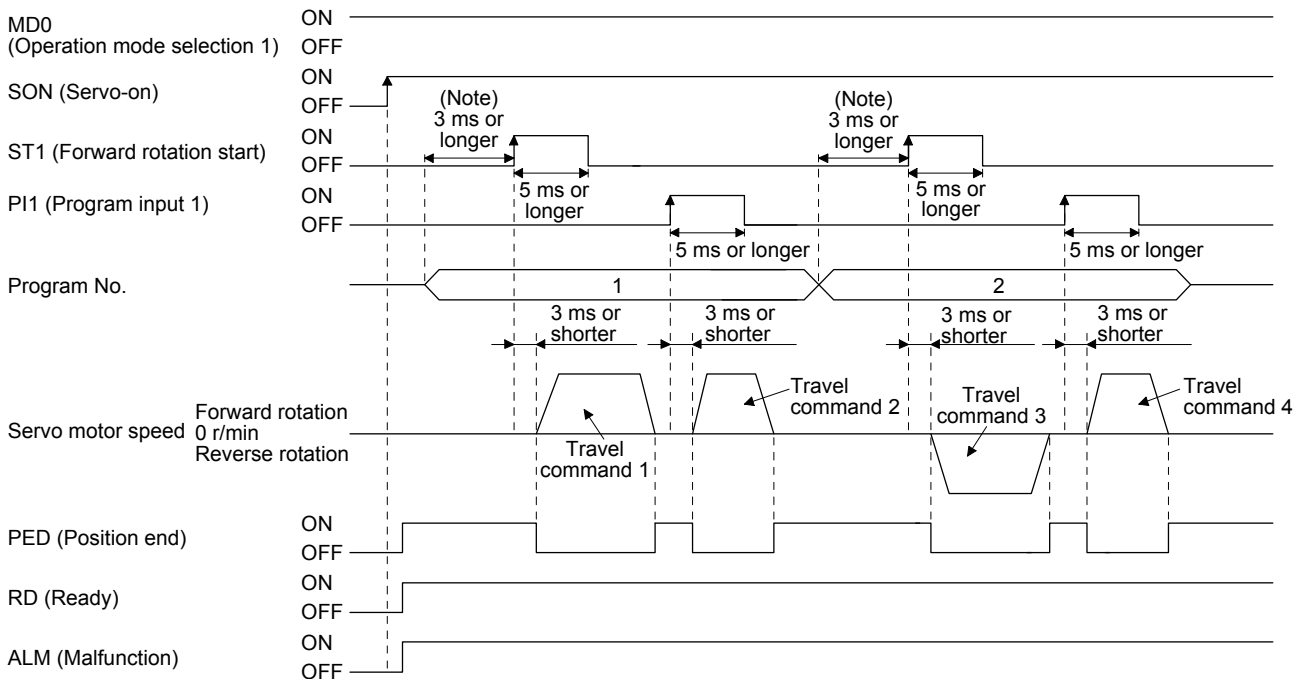 MD0
(Operation mode selection 1)
ON
OFF
SON (Servo-on)
ON
OFF
(Note)
3 ms or
longer
(Note)
3 ms or
longer
ST1 (Forward rotation start)
ON
OFF
5 ms or
longer
5 ms or
longer
PI1 (Program input 1)
ON
OFF
5 ms or longer
5 ms or longer
Program No.
1
2
3 ms or
shorter
3 ms or
shorter
3 ms or
shorter
3 ms or
shorter
Servo motor speed
Forward rotation
0 r/min
Reverse rotation
Travel
command 1
Travel
command 2
Travel
command 3
Travel
command 4
PED (Position end)
ON
OFF
RD (Ready)
ON
OFF
ALM (Malfunction)
ON
OFF